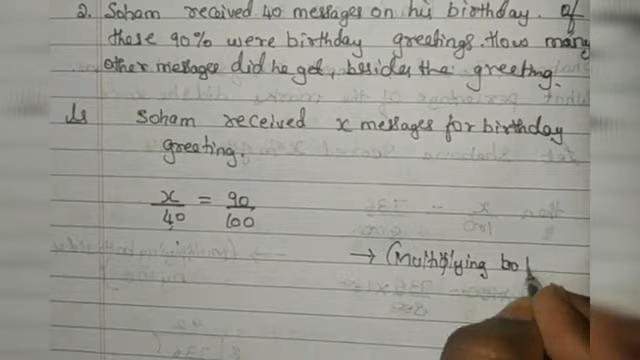 2. Soham received 40 messages on his birthday. Of
these 90% were birthday greetings. How many
other messages did he get, besides the greeting.
Soham received x messages for birthday
greeting.
x/40 = 90/100
→ (Multiplying bo